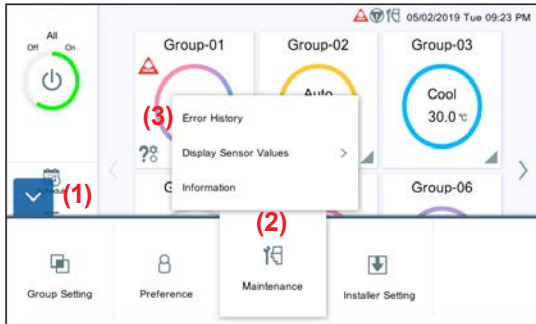 05/02/2019 Tue 09:23 PM
All
Off On
Group-01
Group-02
Group-03
Auto
Cool
30.0 ℃
(3)
Error History
Display Sensor Values >
Information
(1)
Group-06
(2)
Group Setting
Preference
Maintenance
Installer Setting